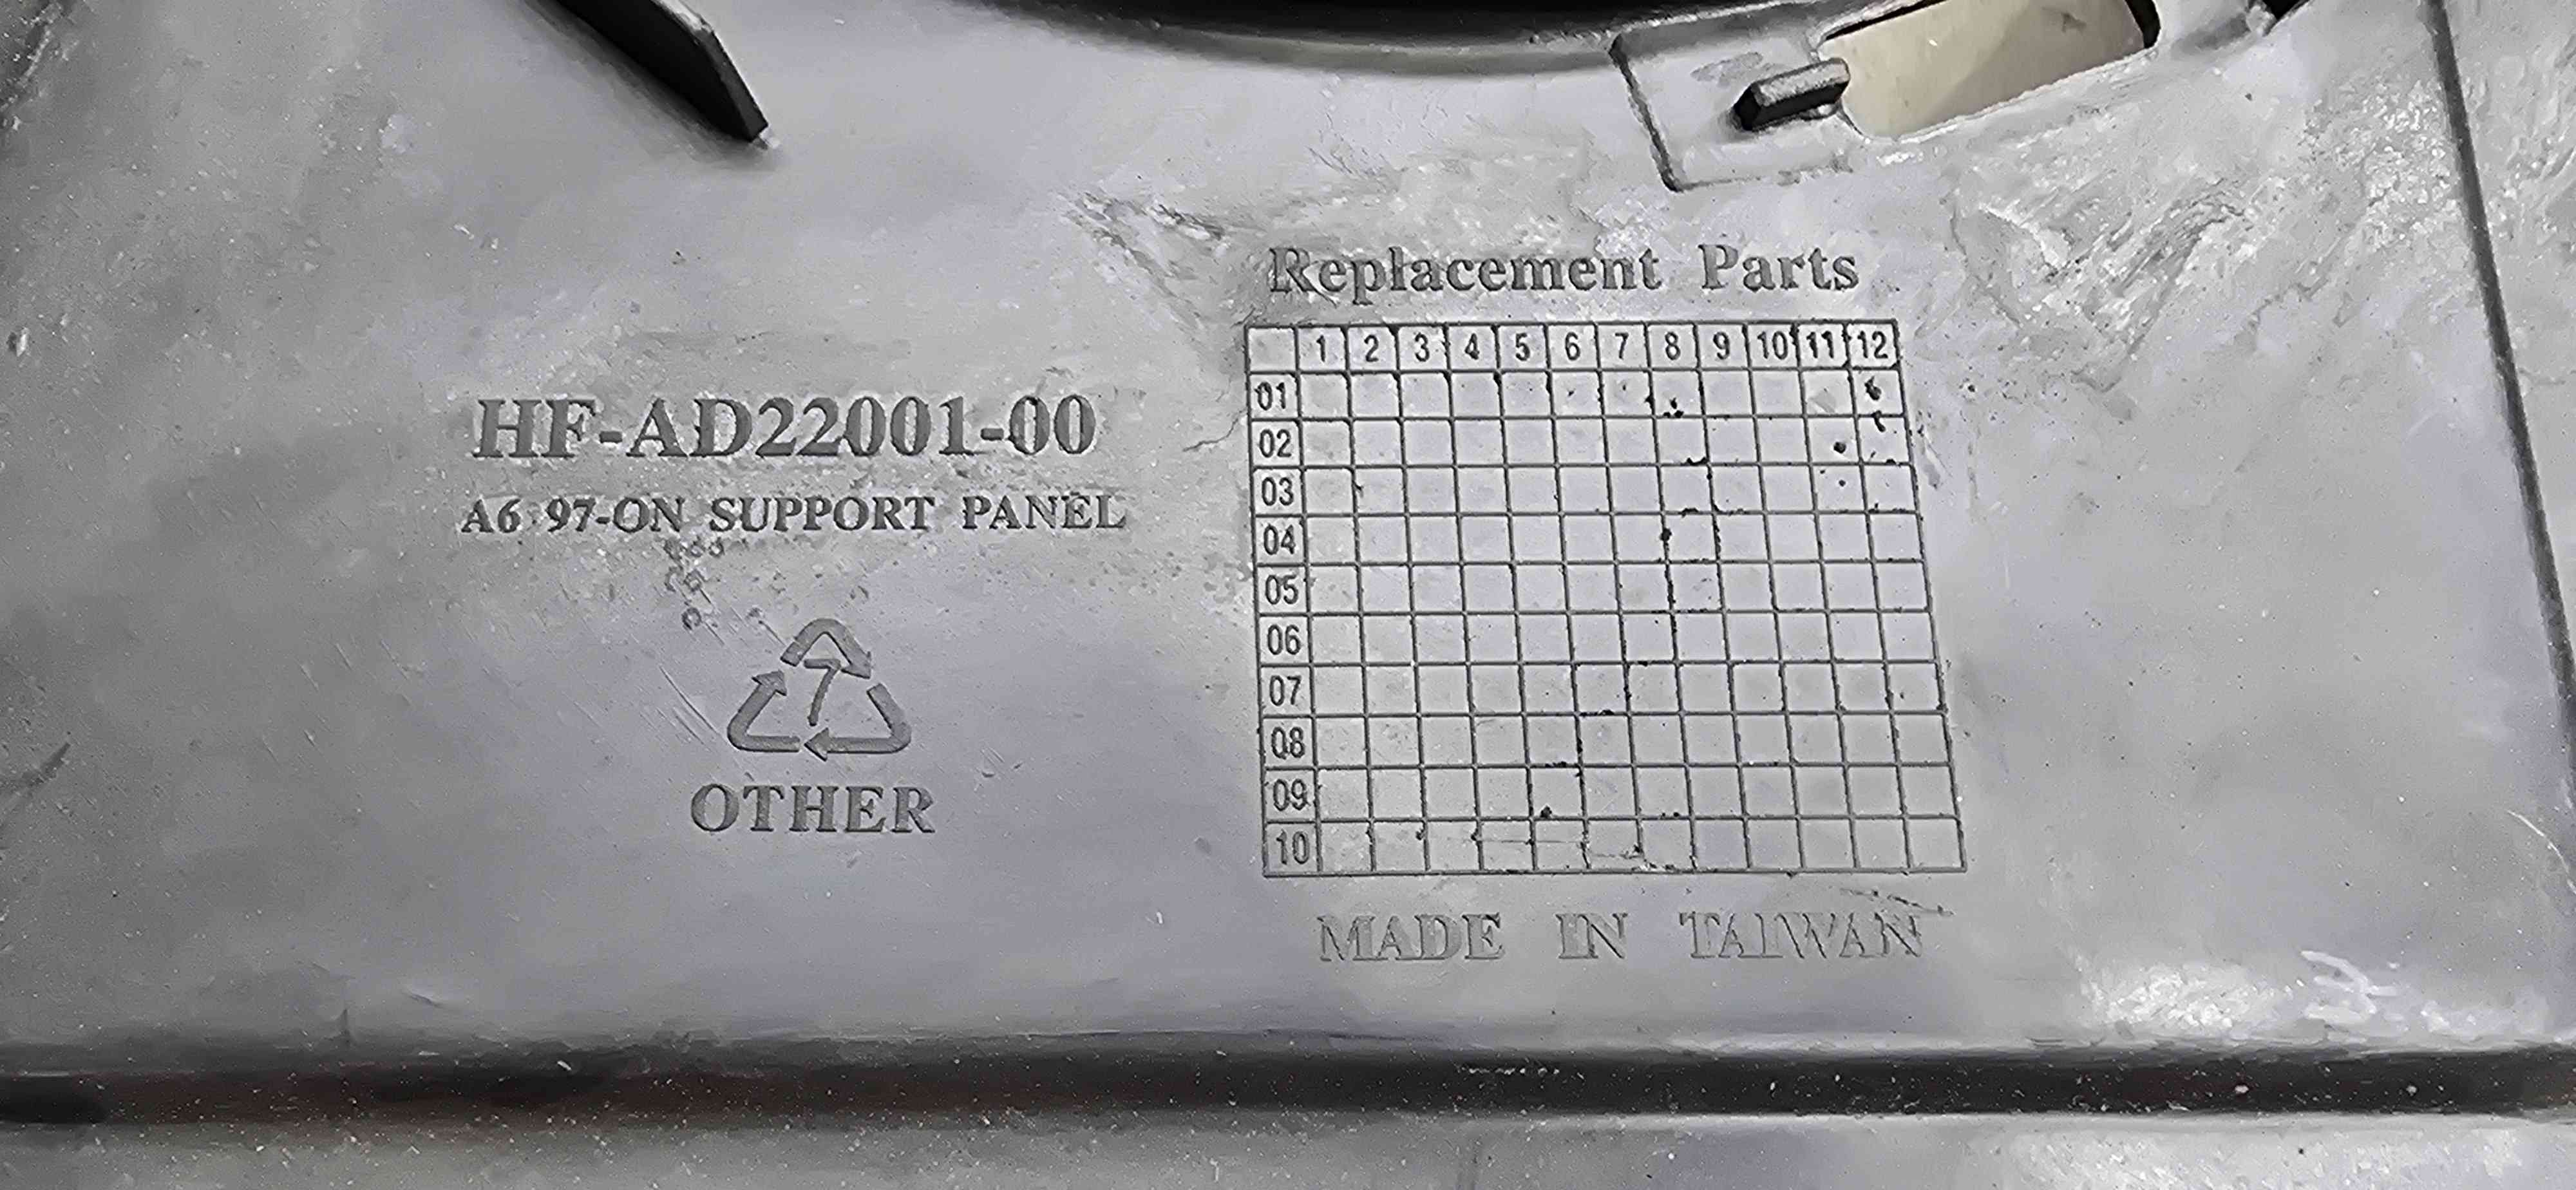 HF-AD22001-00
A6 97-ON SUPPORT PANEL
7
OTHER
Replacement Parts
1 2 3 4 5 6 7 8 9 10 11 12
01
02
03
04
05
06
07
08
09
10
MADE IN TAIWAN